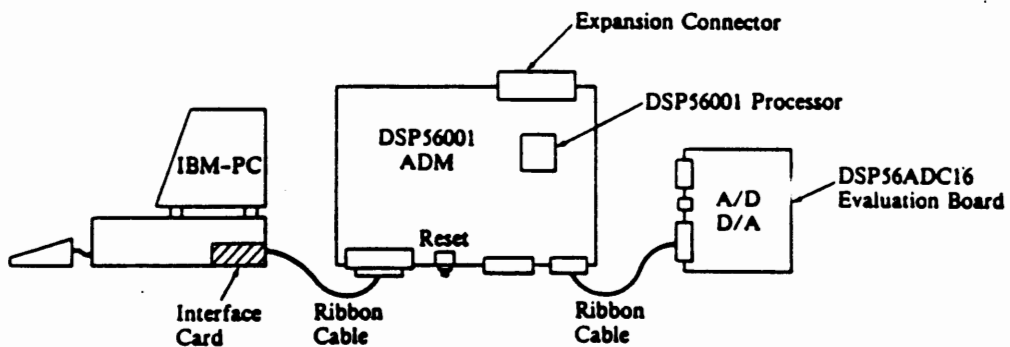 Expansion Connector
DSP56001 Processor
DSP56001
ADM
IBM-PC
DSP56ADC16
Evaluation Board
A/D
D/A
Reset
Interface
Card
Ribbon
Cable
Ribbon
Cable